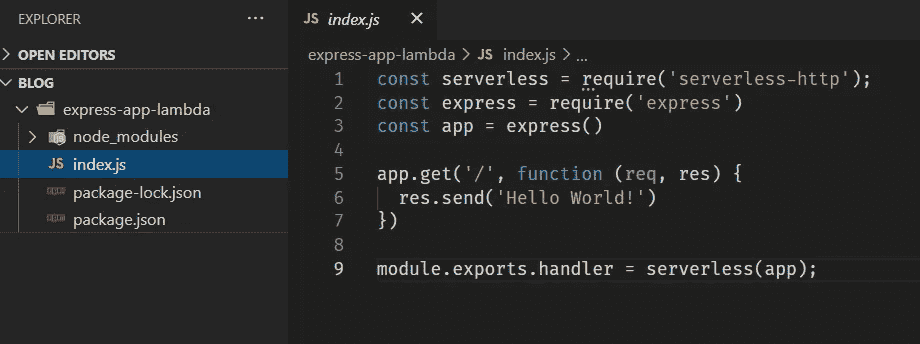 EXPLORER ...
OPEN EDITORS
BLOG
express-app-lambda
node_modules
JS index.js
package-lock.json
package.json
JS index.js ×
express-app-lambda > JS index.js > ...
1 const serverless = require('serverless-http');
2 const express = require('express')
3 const app = express()
4
5 app.get('/', function (req, res) {
6   res.send('Hello World!')
7 })
8
9 module.exports.handler = serverless(app);